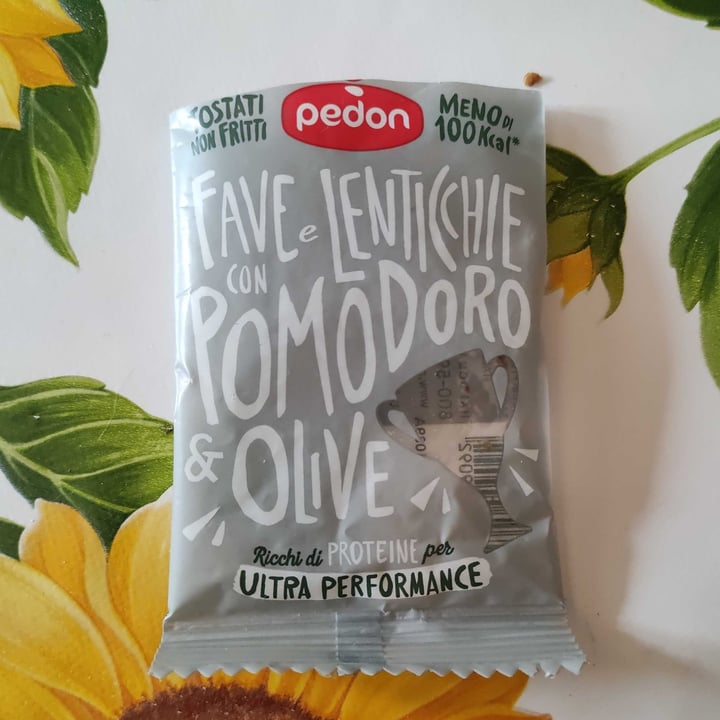 TOSTATI
NON FRITTI
pedon
MENO DI
100 Kcal*
FAVE e LENTICCHIE
CON
POMODORO
& OLIVE
Ricchi di PROTEINE per
ULTRA PERFORMANCE